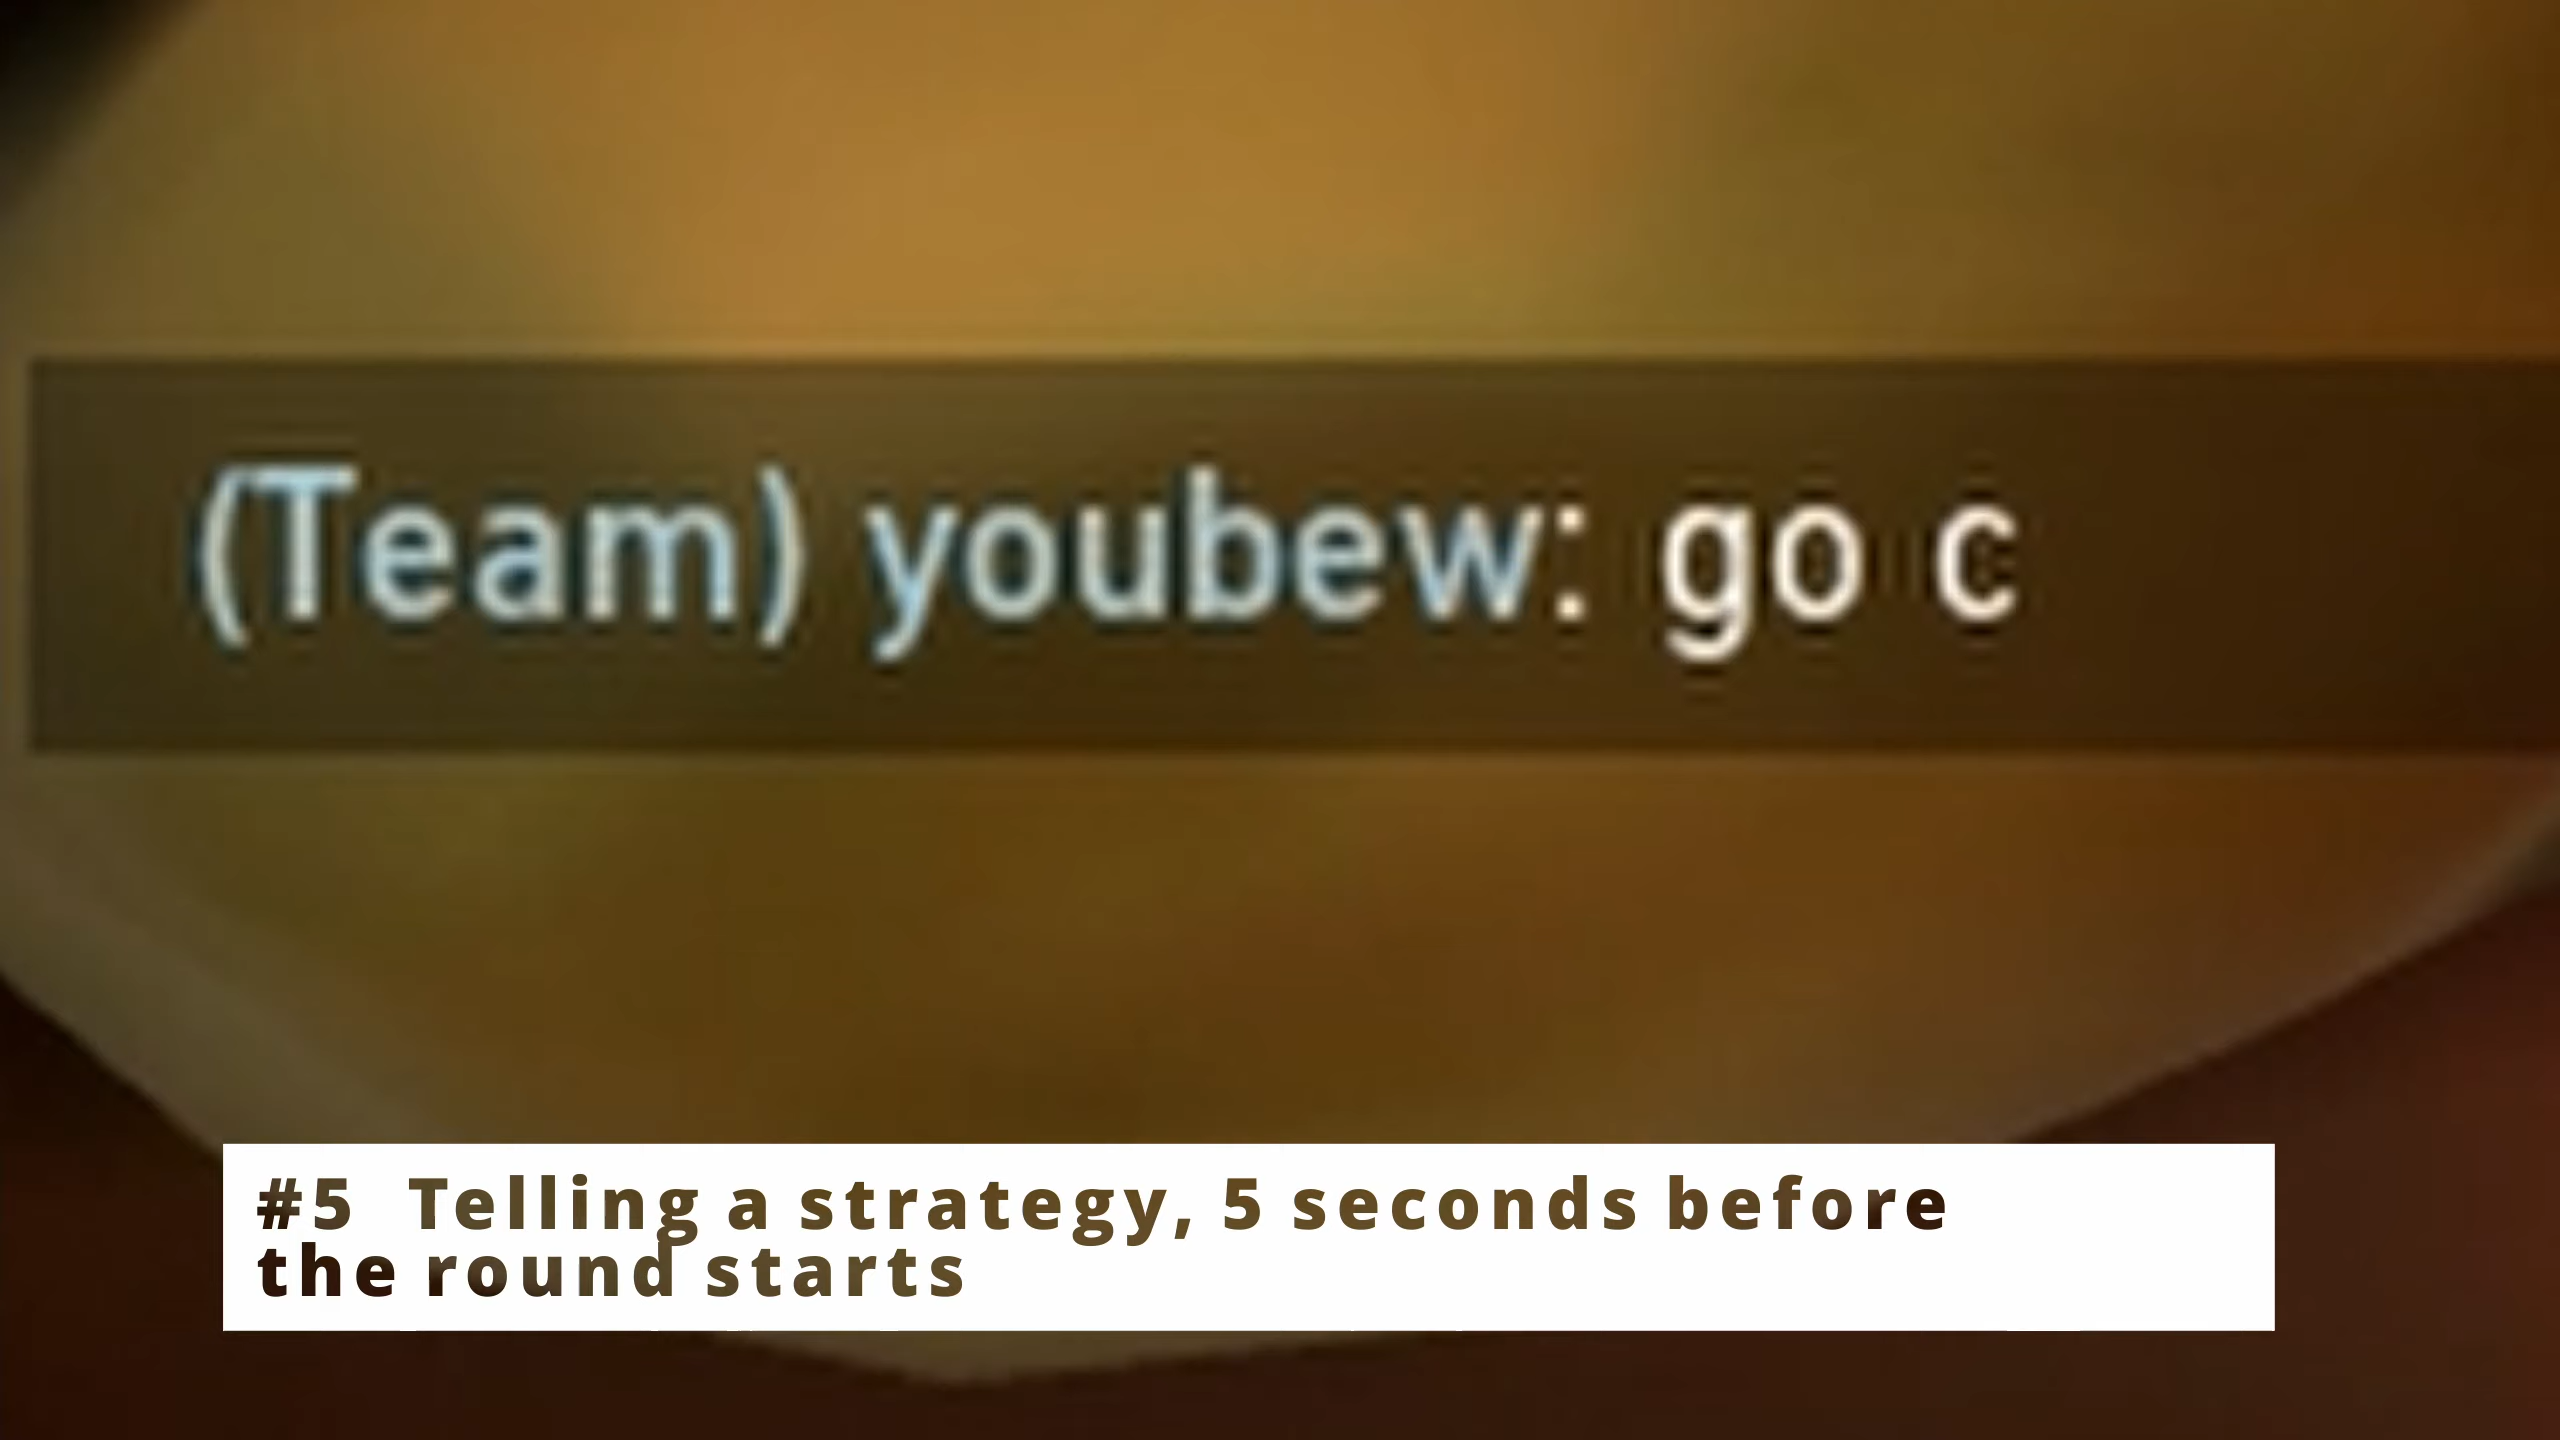 (Team) youbew: go c
#5 Telling a strategy, 5 seconds before
the round starts